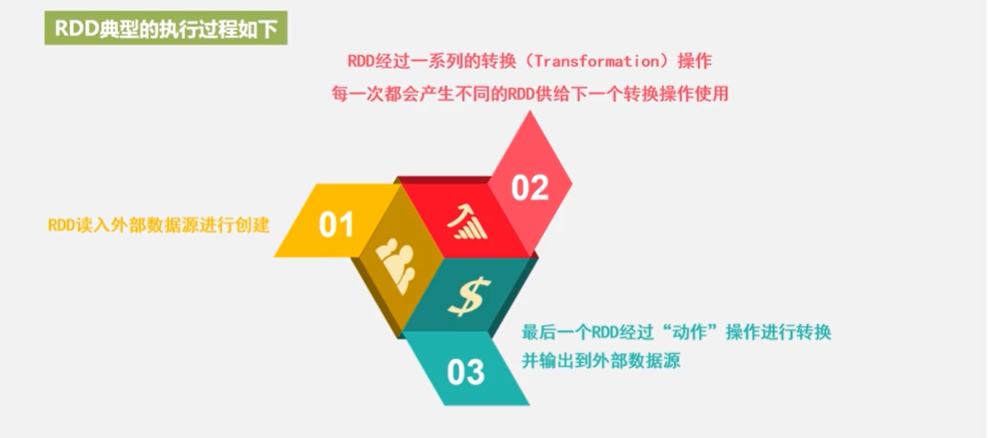 RDD典型的执行过程如下
RDD经过一系列的转换（Transformation）操作
每一次都会产生不同的RDD供给下一个转换操作使用
02
01
RDD读入外部数据源进行创建
最后一个RDD经过“动作”操作进行转换
并输出到外部数据源
03